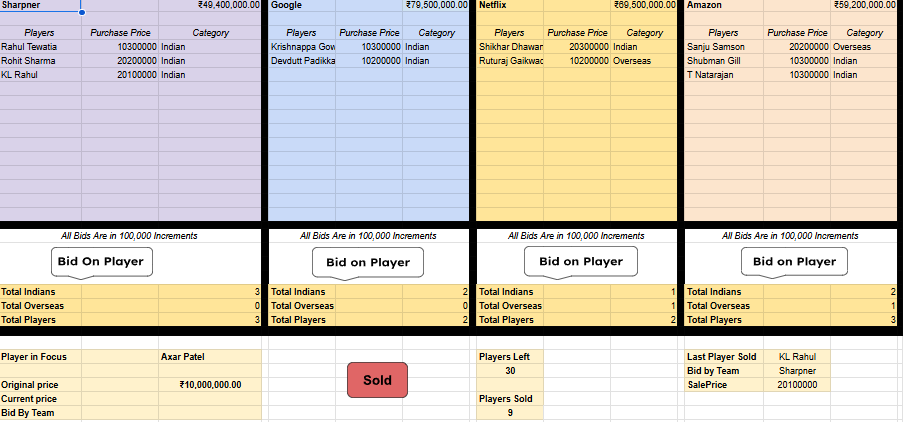 Sharpner ₹49,400,000.00 Google ₹79,500,000.00 Netflix ₹69,500,000.00 Amazon ₹59,200,000.00
Players Purchase Price Category Players Purchase Price Category Players Purchase Price Category Players Purchase Price Category
Rahul Tewatia 10300000 Indian Krishnappa Gow 10300000 Indian Shikhar Dhawan 20300000 Indian Sanju Samson 20200000 Overseas
Rohit Sharma 20200000 Indian Devdutt Padikka 10200000 Indian Ruturaj Gaikwad 10200000 Overseas Shubman Gill 10300000 Indian
KL Rahul 20100000 Indian T Natarajan 10300000 Indian
All Bids Are in 100,000 Increments All Bids Are in 100,000 Increments All Bids Are in 100,000 Increments All Bids Are in 100,000 Increments
Bid On Player Bid on Player Bid on Player Bid on Player
Total Indians 3 Total Indians 2 Total Indians 1 Total Indians 2
Total Overseas 0 Total Overseas 0 Total Overseas 1 Total Overseas 1
Total Players 3 Total Players 2 Total Players 2 Total Players 3
Player in Focus Axar Patel Players Left Last Player Sold KL Rahul
Sold 30 Bid by Team Sharpner
Original price ₹10,000,000.00 SalePrice 20100000
Current price Players Sold
Bid By Team 9